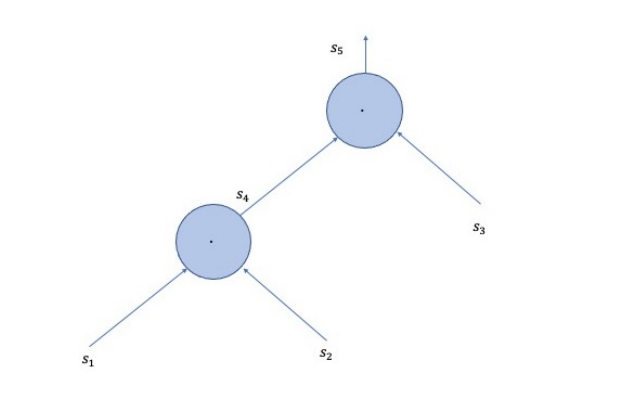 s₅
·
s₄
s₃
·
s₁
s₂